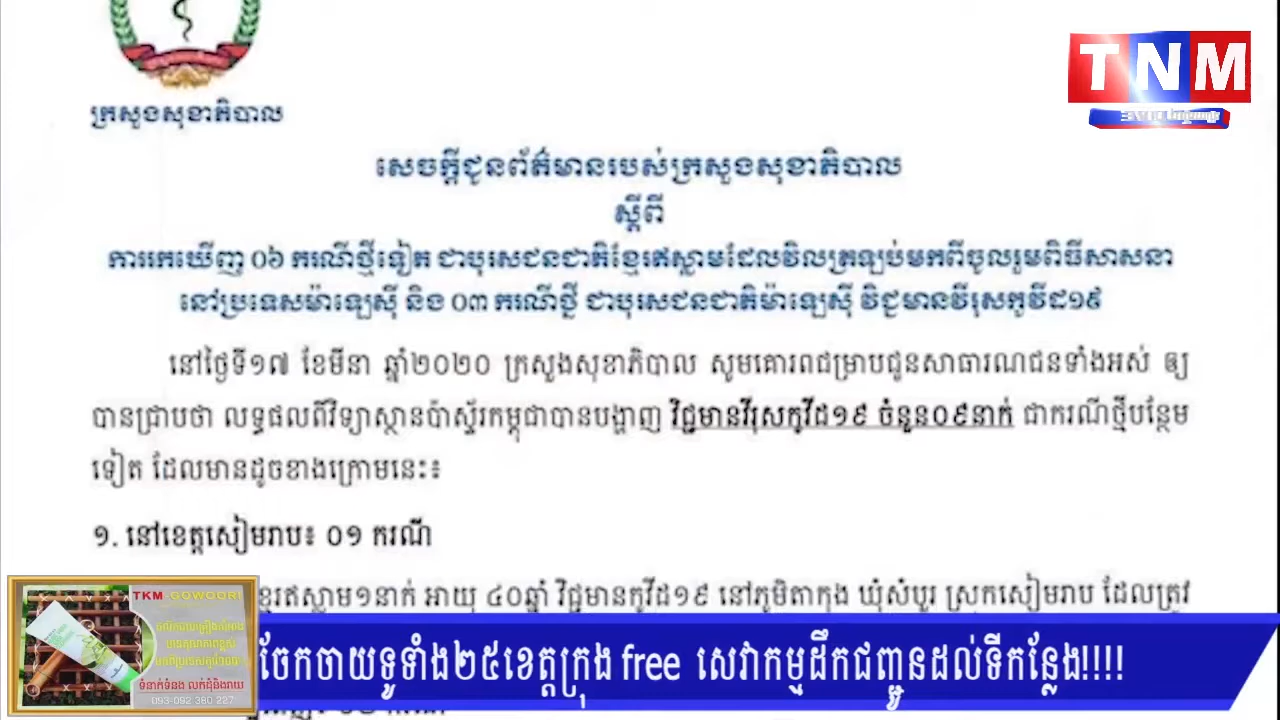 TNM
ក្រសួងសុខាភិបាល
សេចក្តីជូនព័ត៌មានរបស់ក្រសួងសុខាភិបាល
ស្តីពី
ការរកឃើញ ០៦ ករណីថ្មីទៀត ជាបុរសជនជាតិខ្មែរឥស្លាមដែលវិលត្រឡប់មកពីចូលរួមពិធីសាសនា
នៅប្រទេសម៉ាឡេស៊ី និង ០៣ ករណីថ្មី ជាបុរសជនជាតិម៉ាឡេស៊ី វិជ្ជមានវីរុសកូវីដ១៩
នៅថ្ងៃទី១៧ ខែមីនា ឆ្នាំ២០២០ ក្រសួងសុខាភិបាល សូមគោរពជម្រាបជូនសាធារណជនទាំងអស់ ឲ្យ
បានជ្រាបថា លទ្ធផលពីវិទ្យាស្ថានប៉ាស្ទ័រកម្ពុជាបានបង្ហាញ វិជ្ជមានវីរុសកូវីដ១៩ ចំនួន០៩នាក់ ជាករណីថ្មីបន្ថែម
ទៀត ដែលមានដូចខាងក្រោមនេះ៖
១. នៅខេត្តសៀមរាប៖ ០១ ករណី
ខ្មែរឥស្លាម១នាក់ អាយុ ៤០ឆ្នាំ វិជ្ជមានកូវីដ១៩ នៅភូមិតាកុង ឃុំសំបួរ ស្រុកសៀមរាប ដែលត្រូវ
TKM GOWOORI
ទំនាក់ទំនង លក់ដុំនិងរាយ
093-092 380 227
ចែកចាយទូទាំង២៥ខេត្តក្រុង free សេវាកម្មដឹកជញ្ជូនដល់ទីកន្លែង!!!!